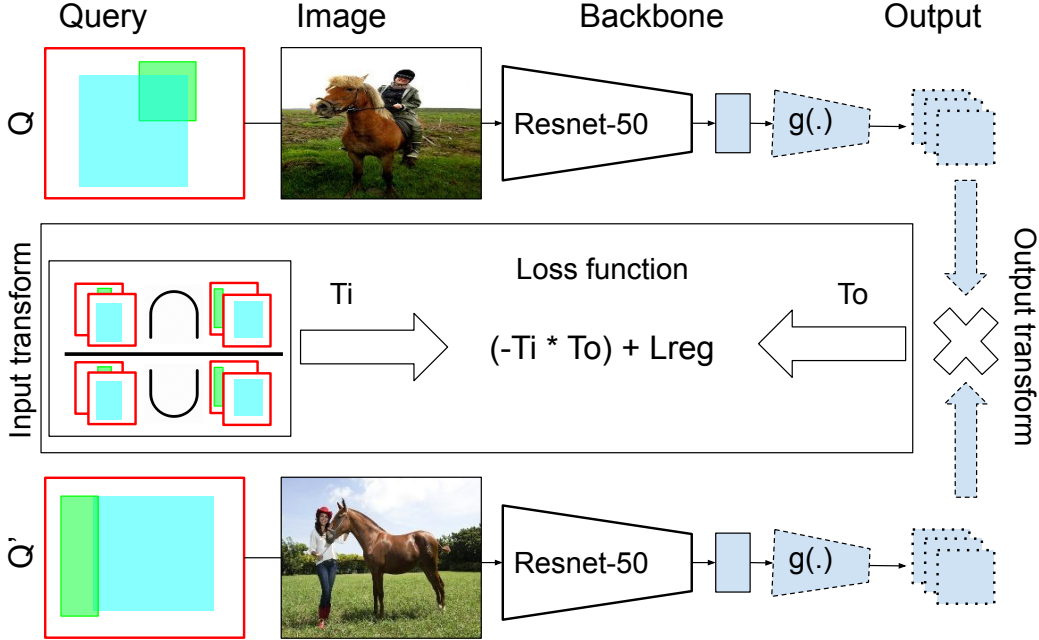 Query Image Backbone Output
Q
Resnet-50
g(.)
Input transform
Ti
Loss function
(-Ti * To) + Lreg
To
Output transform
Q'
Resnet-50
g(.)